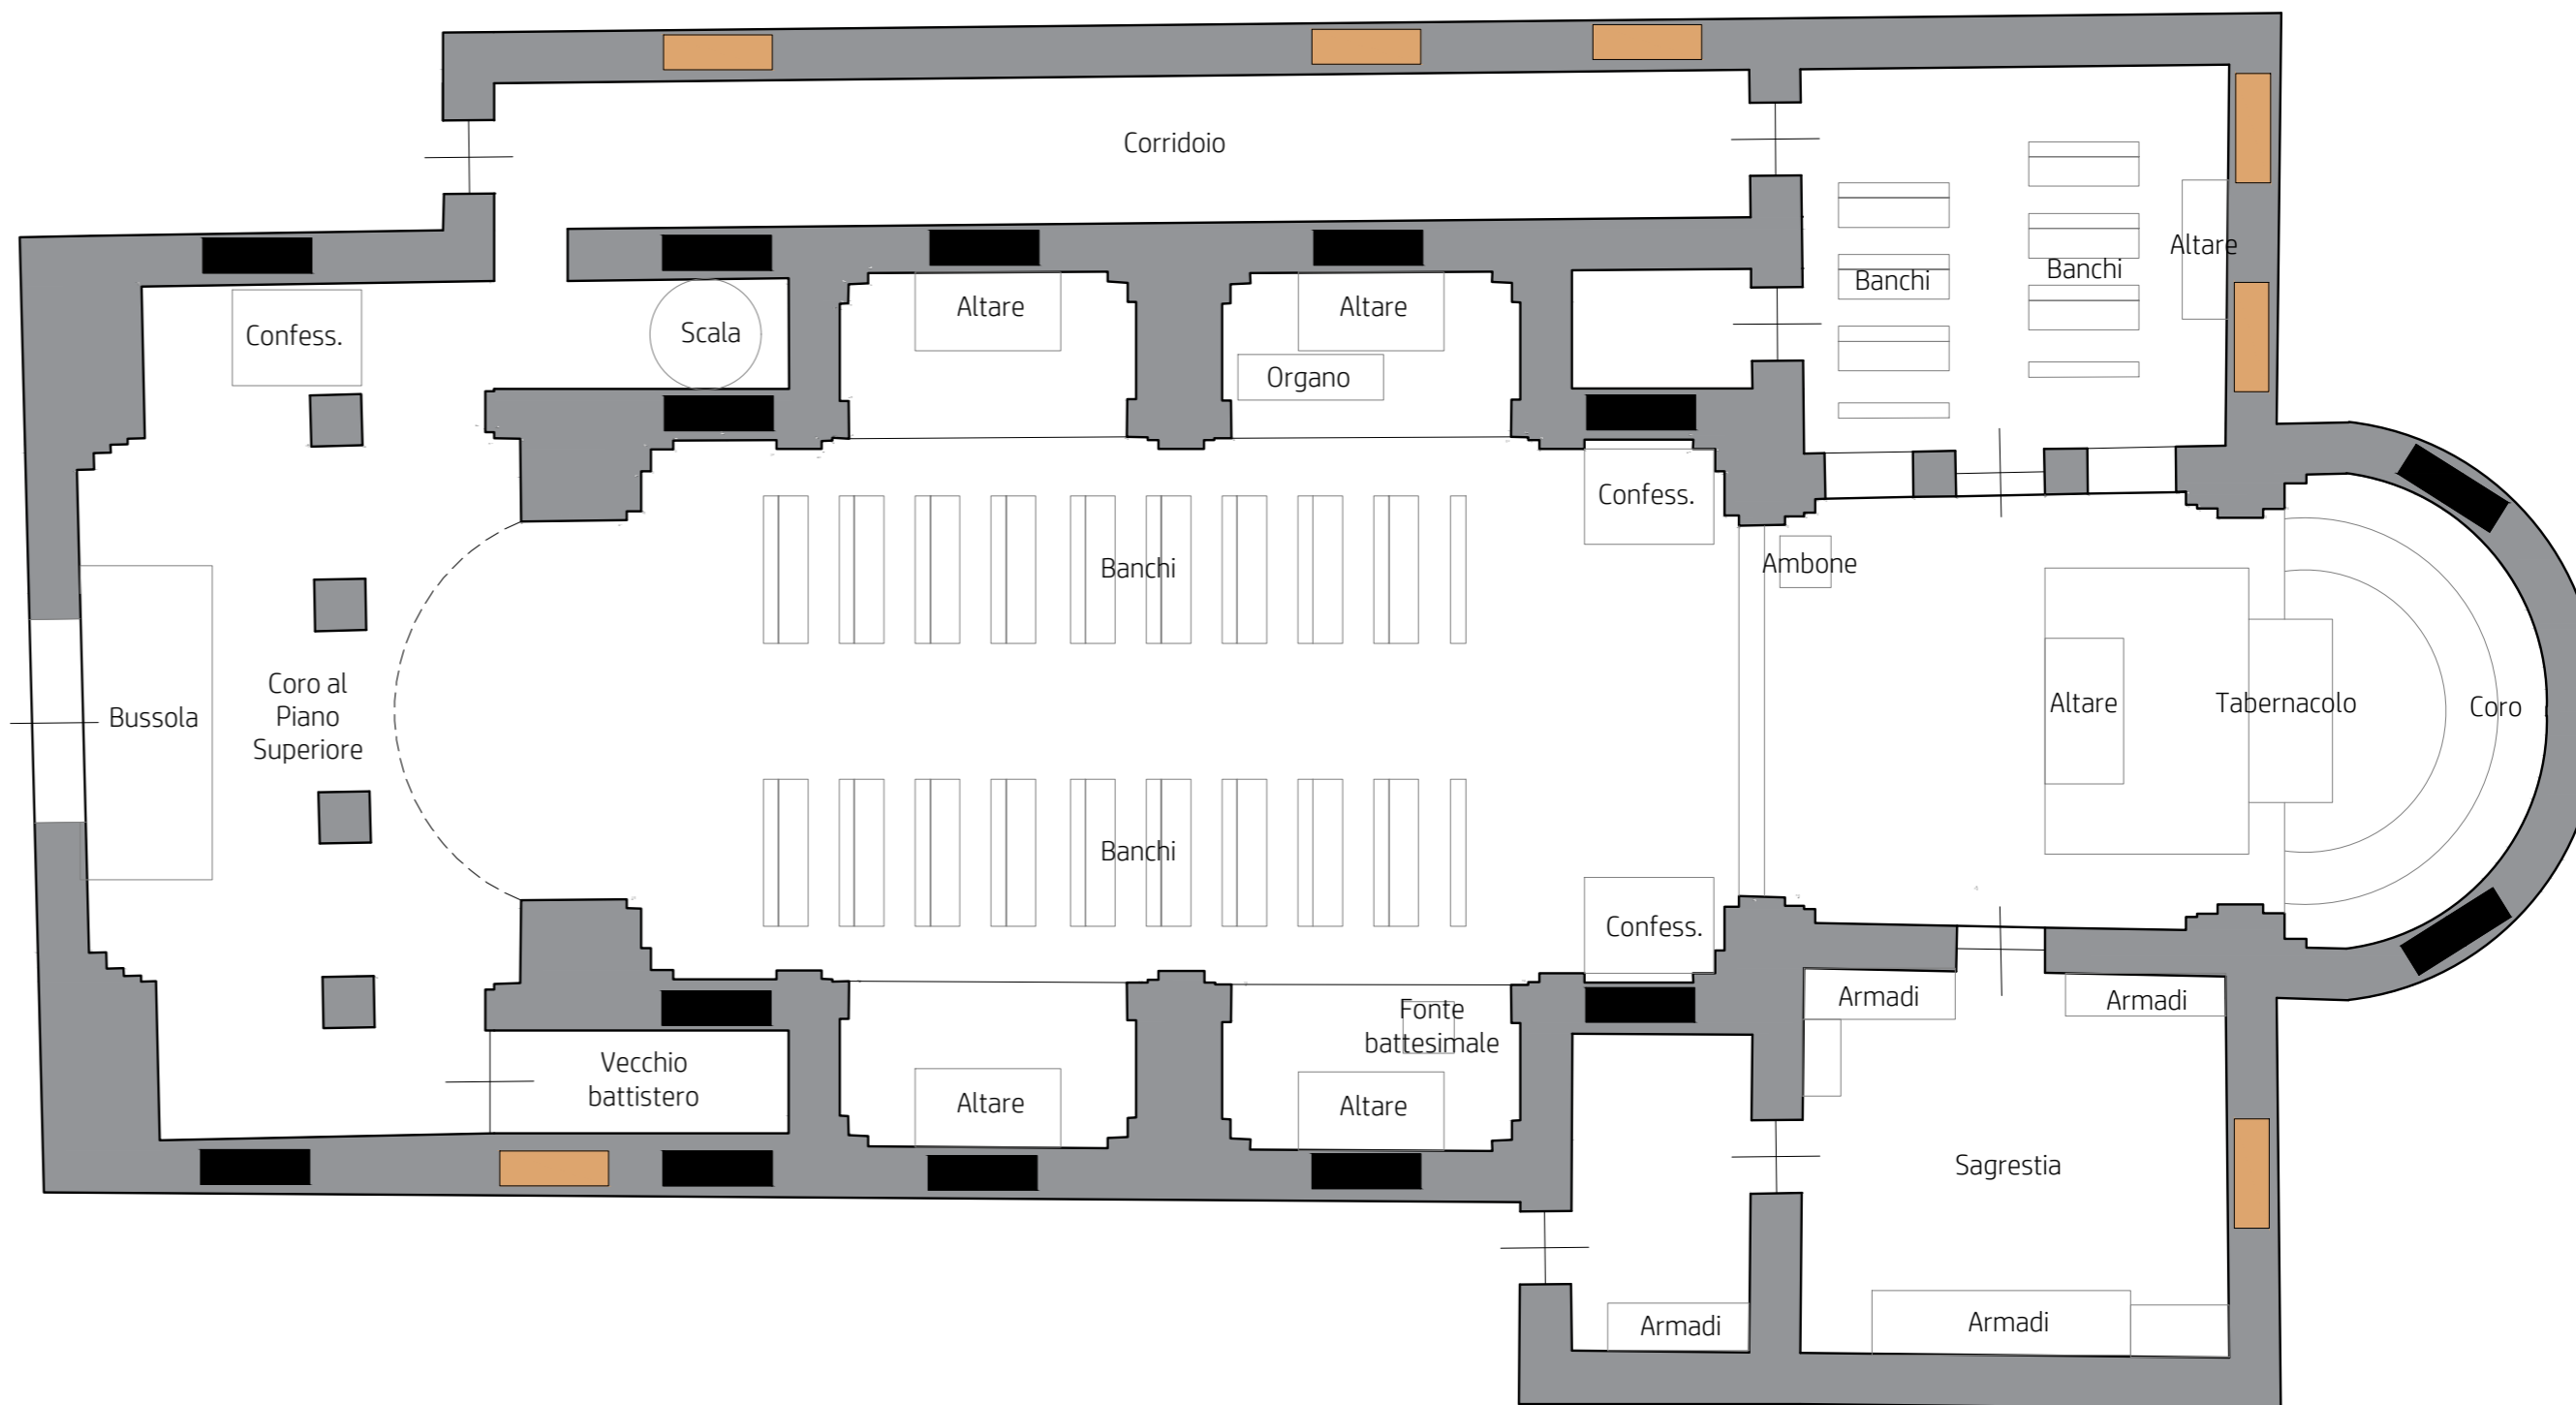 Corridoio
Altare
Banchi
Banchi
Confess.
Scala
Altare
Altare
Organo
Confess.
Banchi
Ambone
Coro al
Piano
Superiore
Bussola
Altare
Tabernacolo
Coro
Banchi
Confess.
Armadi
Armadi
Fonte
battesimale
Vecchio
battistero
Altare
Altare
Sagrestia
Armadi
Armadi